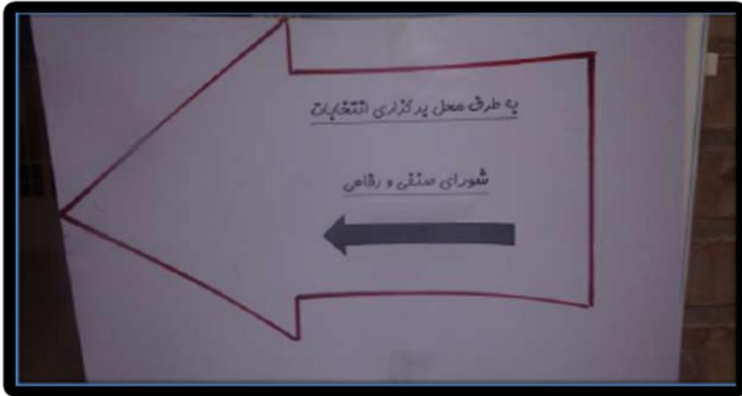 به طرف محل برگزاری انتخابات
شورای صنفی و رفاهی